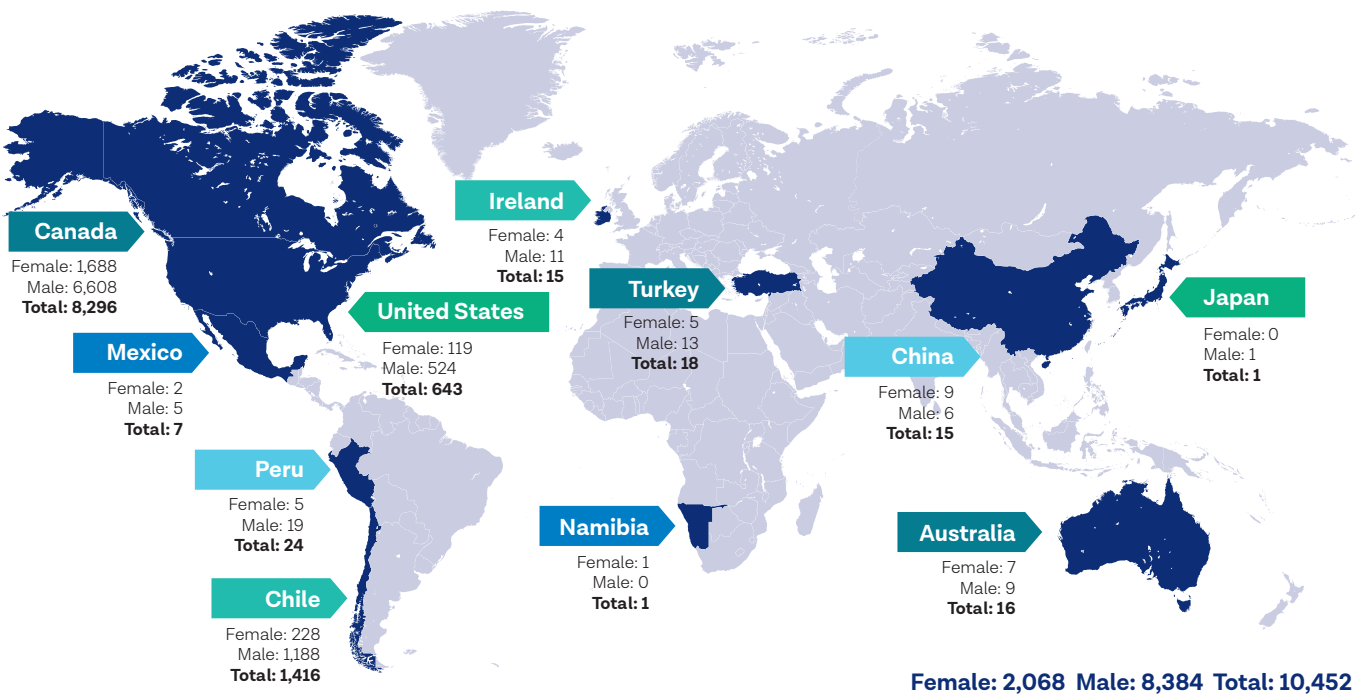 Canada
Female: 1,688
Male: 6,608
Total: 8,296
Mexico
Female: 2
Male: 5
Total: 7
United States
Female: 119
Male: 524
Total: 643
Peru
Female: 5
Male: 19
Total: 24
Chile
Female: 228
Male: 1,188
Total: 1,416
Ireland
Female: 4
Male: 11
Total: 15
Turkey
Female: 5
Male: 13
Total: 18
Namibia
Female: 1
Male: 0
Total: 1
China
Female: 9
Male: 6
Total: 15
Japan
Female: 0
Male: 1
Total: 1
Australia
Female: 7
Male: 9
Total: 16
Female: 2,068 Male: 8,384 Total: 10,452